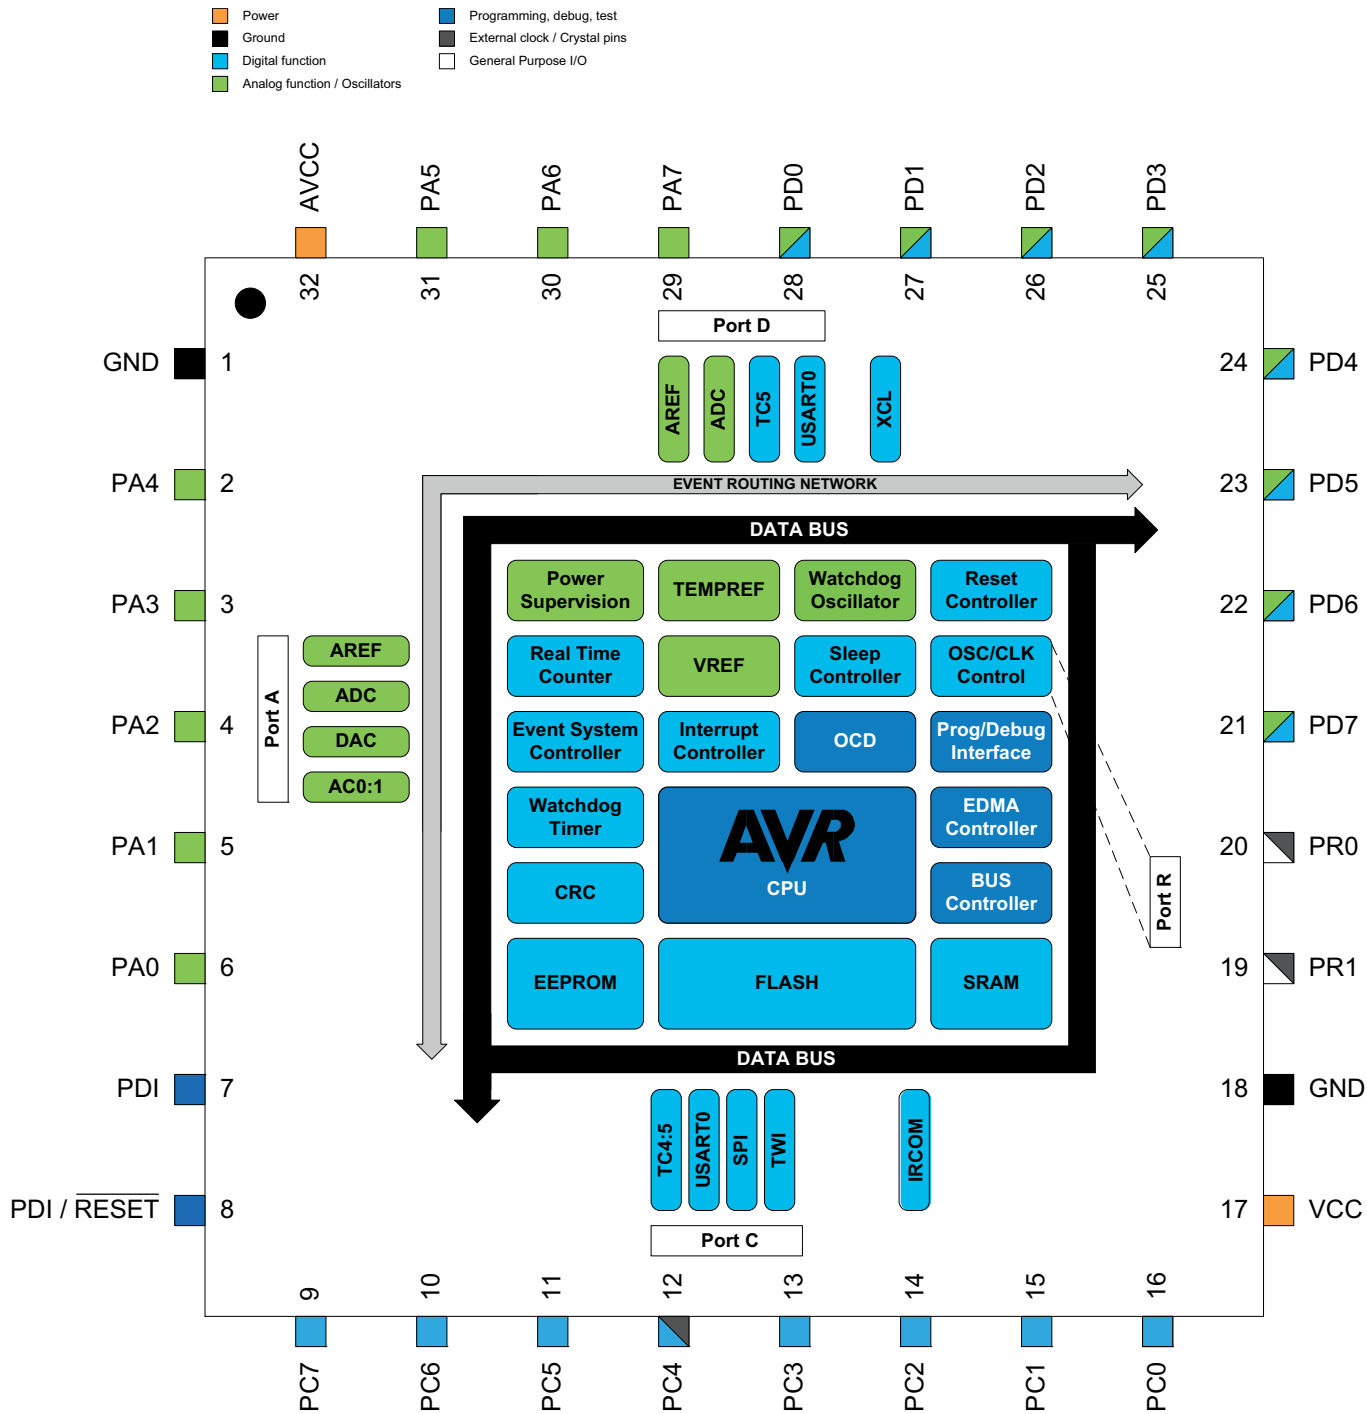 Power
Ground
Digital function
Analog function / Oscillators
Programming, debug, test
External clock / Crystal pins
General Purpose I/O
AVCC
PA5
PA6
PA7
PD0
PD1
PD2
PD3
32
31
30
29
28
27
26
25
GND
1
PA4
2
PA3
3
PA2
4
PA1
5
PA0
6
PDI
7
PDI / RESET
8
24
PD4
23
PD5
22
PD6
21
PD7
20
PR0
19
PR1
18
GND
17
VCC
Port D
AREF
ADC
TC5
USART0
XCL
EVENT ROUTING NETWORK
DATA BUS
Port A
AREF
ADC
DAC
AC0:1
Power
Supervision
TEMPREF
Watchdog
Oscillator
Reset
Controller
Real Time
Counter
VREF
Sleep
Controller
OSC/CLK
Control
Event System
Controller
Interrupt
Controller
OCD
Prog/Debug
Interface
Watchdog
Timer
AVR
CPU
EDMA
Controller
CRC
BUS
Controller
EEPROM
FLASH
SRAM
Port R
DATA BUS
TC4:5
USART0
SPI
TWI
IRCOM
Port C
9
10
11
12
13
14
15
16
PC7
PC6
PC5
PC4
PC3
PC2
PC1
PC0